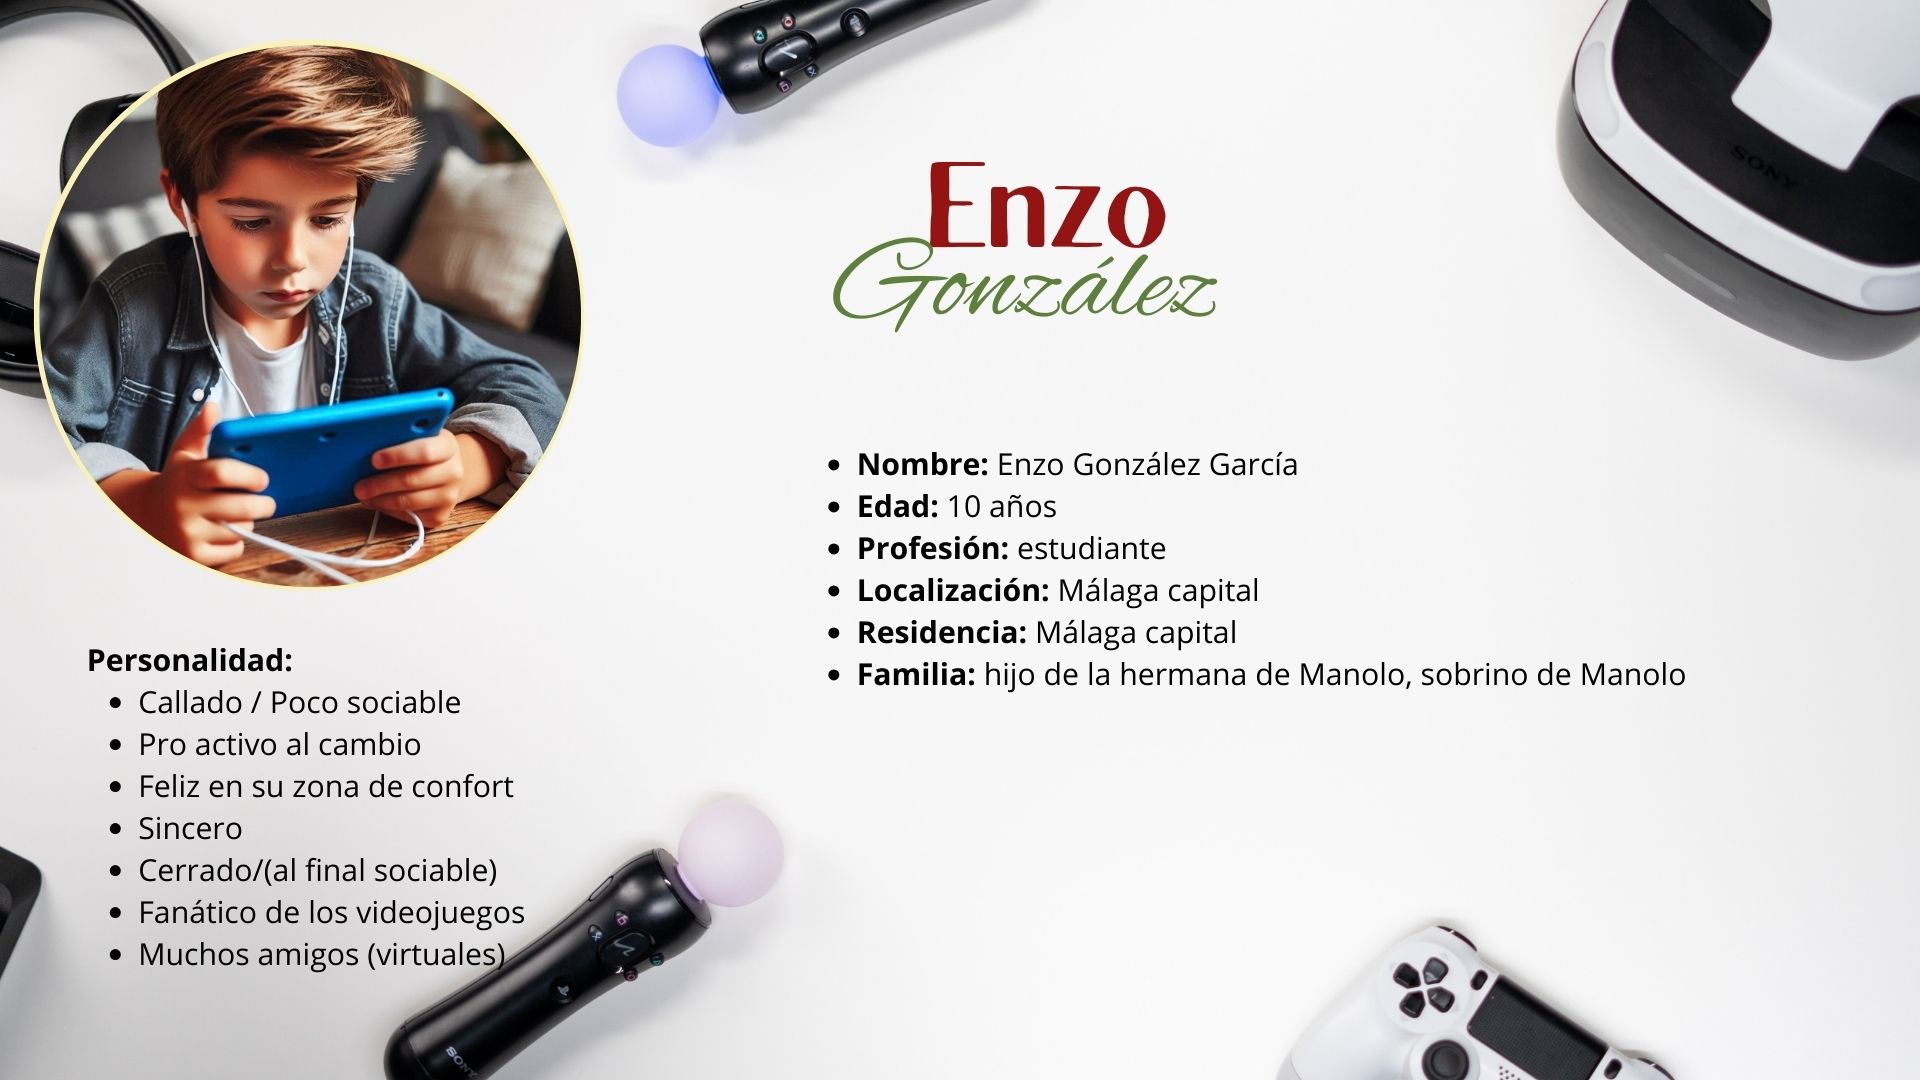 Enzo
González
Nombre: Enzo González García
Edad: 10 años
Profesión: estudiante
Localización: Málaga capital
Residencia: Málaga capital
Familia: hijo de la hermana de Manolo, sobrino de Manolo
Personalidad:
Callado / Poco sociable
Pro activo al cambio
Feliz en su zona de confort
Sincero
Cerrado/(al final sociable)
Fanático de los videojuegos
Muchos amigos (virtuales)
SONY
SONY